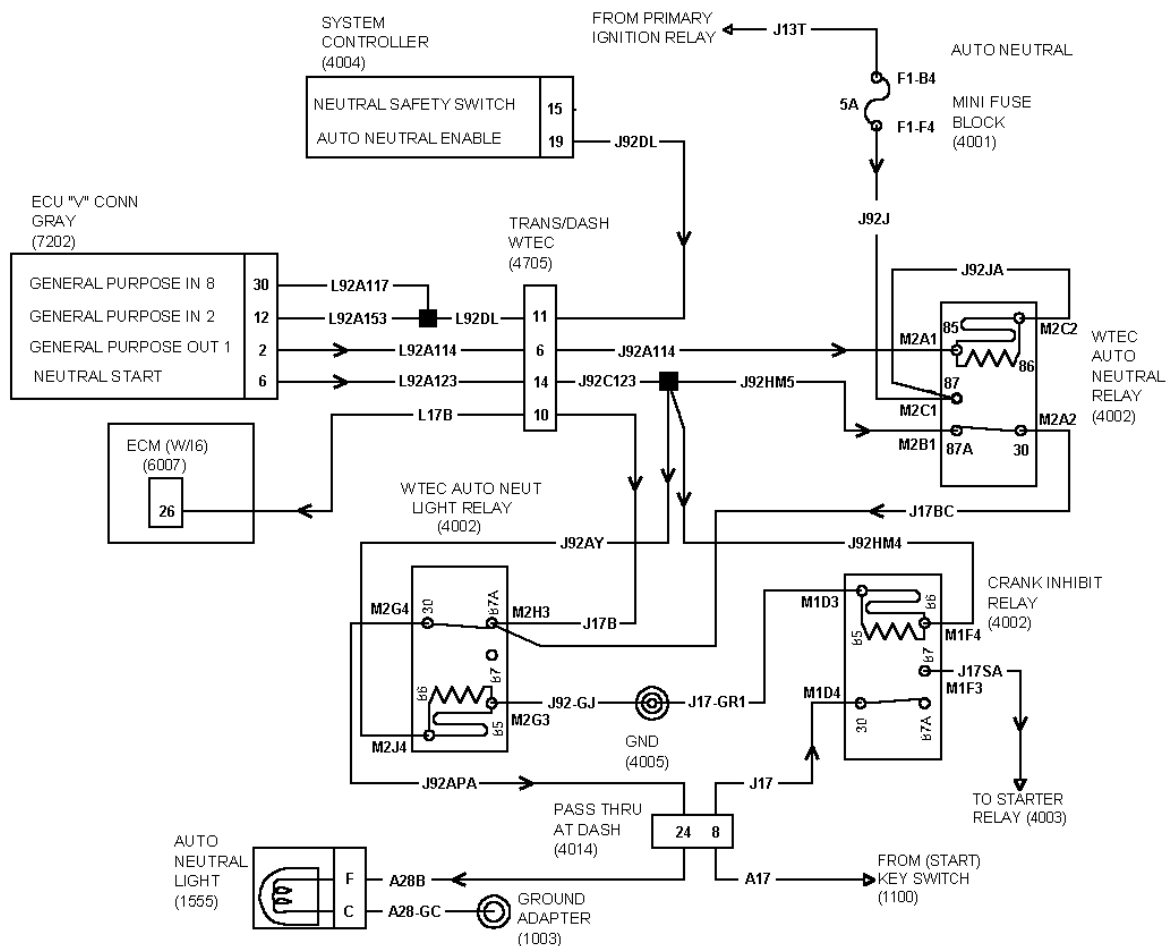 SYSTEM
CONTROLLER
(4004)
NEUTRAL SAFETY SWITCH
15
AUTO NEUTRAL ENABLE
19
J92DL
FROM PRIMARY
IGNITION RELAY
J13T
AUTO NEUTRAL
F1-B4
5A
MINI FUSE
BLOCK
(4001)
F1-F4
J92J
ECU "V" CONN
GRAY
(7202)
GENERAL PURPOSE IN 8
30
L92A117
GENERAL PURPOSE IN 2
12
L92A153
L92DL
GENERAL PURPOSE OUT 1
2
L92A114
NEUTRAL START
6
L92A123
L17B
TRANS/DASH
WTEC
(4705)
11
6
14
10
J92A114
J92C123
J92HM5
J92JA
85
M2A1
M2C2
86
87
M2C1
M2A2
M2B1
87A
30
WTEC
AUTO
NEUTRAL
RELAY
(4002)
J17BC
ECM (W/I6)
(6007)
26
WTEC AUTO NEUT
LIGHT RELAY
(4002)
J92AY
J92HM4
M2G4
30
87A
M2H3
J17B
87
86
85
M2G3
M2J4
J92-GJ
J17-GR1
GND
(4005)
CRANK INHIBIT
RELAY
(4002)
M1D3
86
85
M1F4
87
J17SA
M1D4
M1F3
30
87A
J92APA
J17
TO STARTER
RELAY (4003)
PASS THRU
AT DASH
(4014)
24
8
AUTO
NEUTRAL
LIGHT
(1555)
F
A28B
C
A28-GC
GROUND
ADAPTER
(1003)
A17
FROM (START)
KEY SWITCH
(1100)